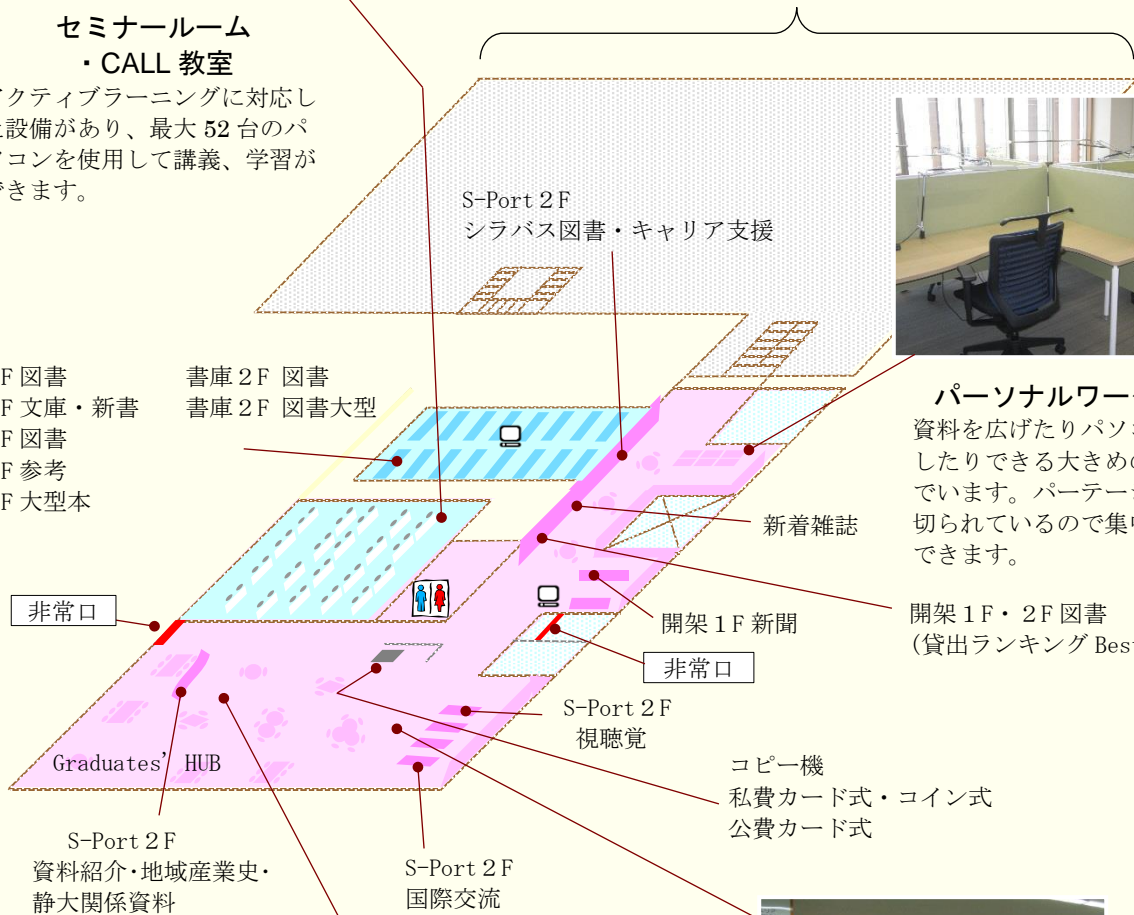 セミナールーム
・CALL 教室
クティブラーニングに対応し
設備があり、最大 52 台のパ
コンを使用して講義、学習が
きます。
S-Port２F
シラバス図書・キャリア支援
F 図書
F 文庫・新書
F 図書
F 参考
F 大型本
書庫２F 図書
書庫２F 図書大型
パーソナルワー
資料を広げたりパソ
したりできる大きめの
でいます。パーテー
切られているので集
できます。
新着雑誌
非常口
開架１F 新聞
開架１F・２F 図書
(貸出ランキング Bes
非常口
S-Port２F
視聴覚
Graduates' HUB
コピー機
私費カード式・コイン式
公費カード式
S-Port２F
資料紹介・地域産業史・
静大関係資料
S-Port２F
国際交流